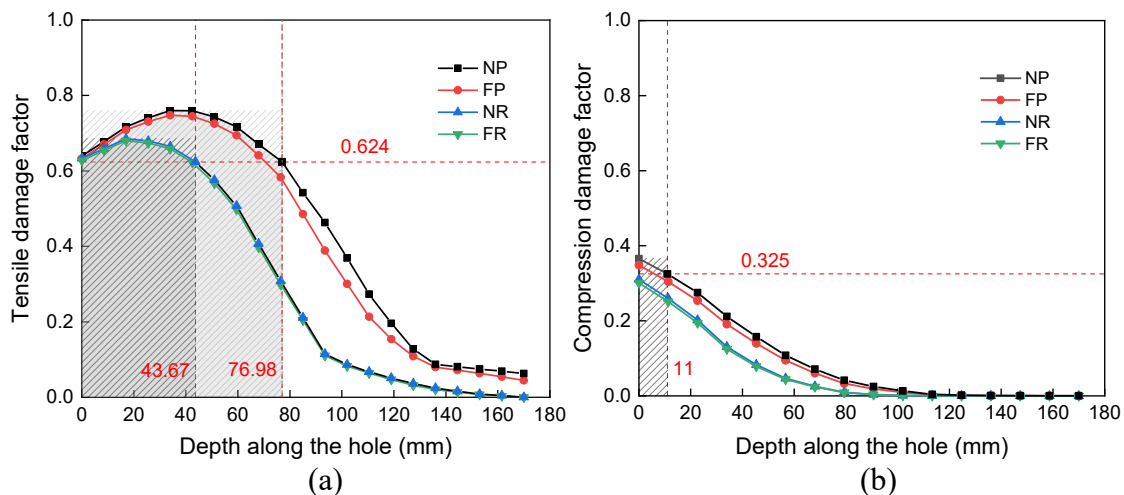 1.0
0.8
0.6
0.4
0.2
0.0
Tensile damage factor
NP
FP
NR
FR
0.624
43.67
76.98
0 20 40 60 80 100 120 140 160 180
Depth along the hole (mm)
(a)
1.0
0.8
0.6
0.4
0.2
0.0
Compression damage factor
NP
FP
NR
FR
0.325
11
0 20 40 60 80 100 120 140 160 180
Depth along the hole (mm)
(b)